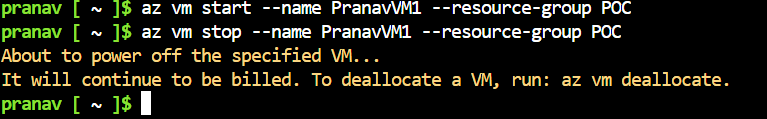 pranav [ ~ ]$ az vm start --name PranavVM1 --resource-group POC
pranav [ ~ ]$ az vm stop --name PranavVM1 --resource-group POC
About to power off the specified VM...
It will continue to be billed. To deallocate a VM, run: az vm deallocate.
pranav [ ~ ]$